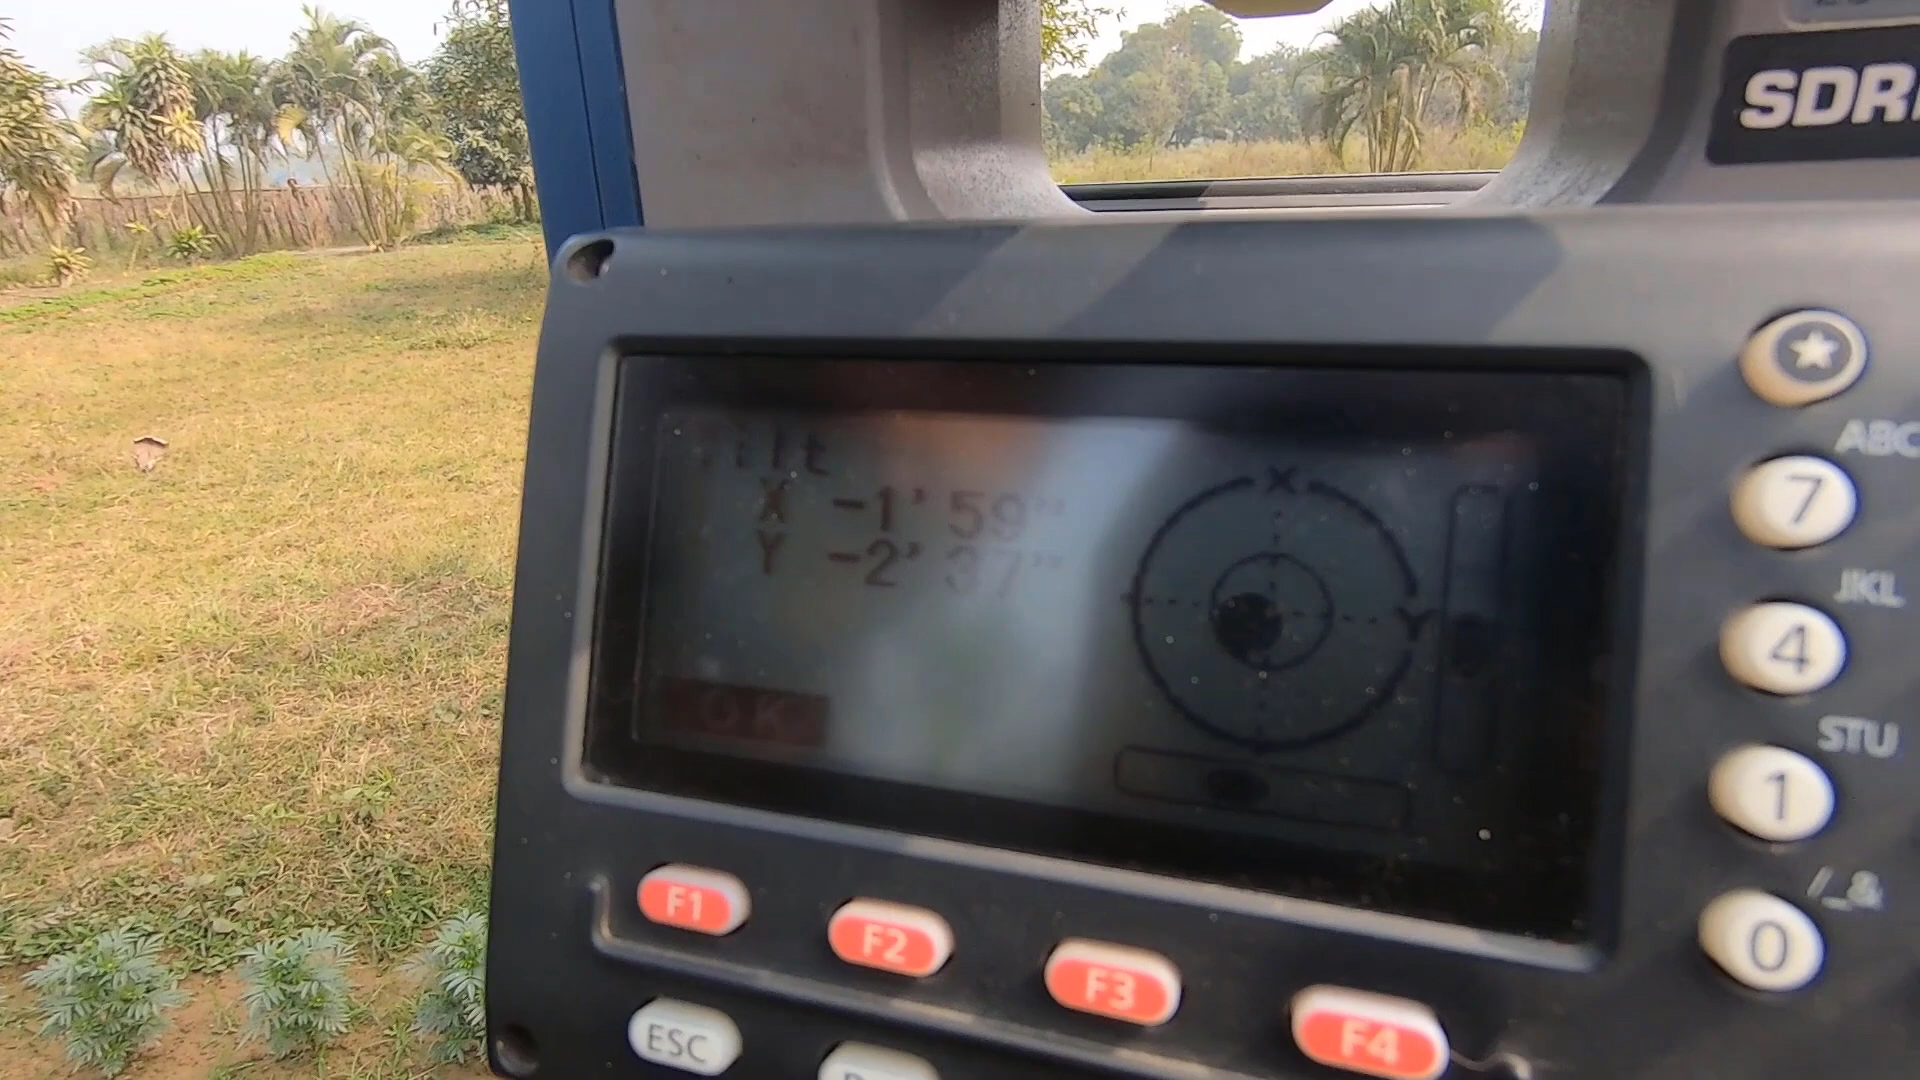 SDR
Tilt
X -1' 59"
Y -2' 37"
X
Y
OK
ABC
7
JKL
4
STU
1
/_&
0
F1
F2
F3
F4
ESC